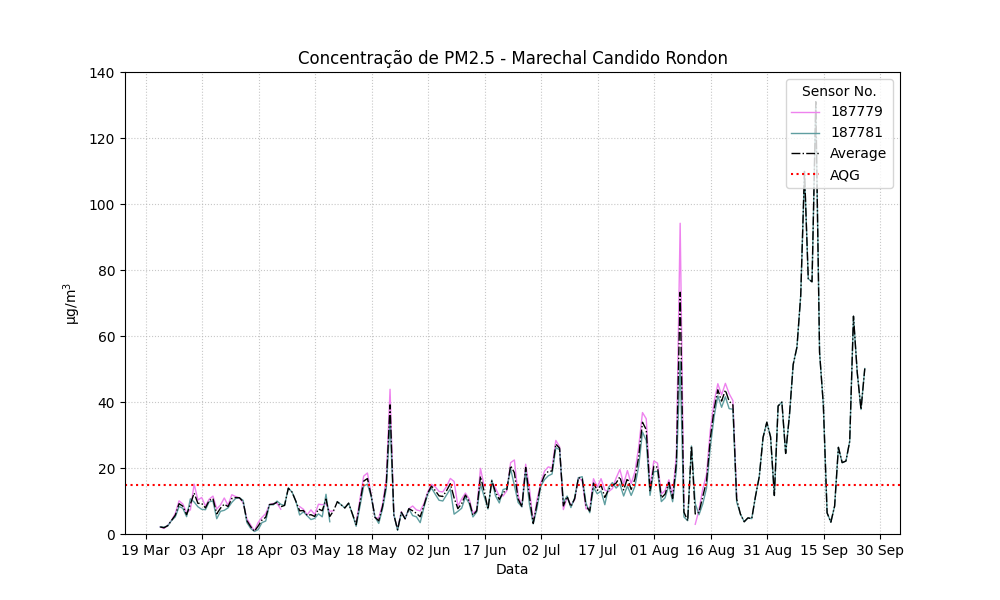 Concentração de PM2.5 - Marechal Candido Rondon
Sensor No.
187779
187781
Average
AQG
140
120
100
80
60
40
20
0
µg/m³
19 Mar 03 Apr 18 Apr 03 May 18 May 02 Jun 17 Jun 02 Jul 17 Jul 01 Aug 16 Aug 31 Aug 15 Sep 30 Sep
Data